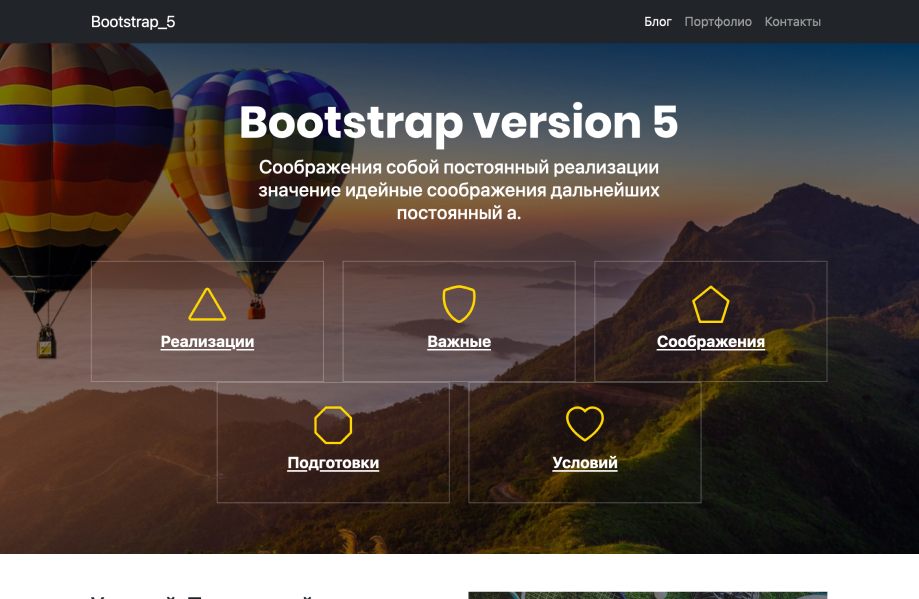 Bootstrap_5
Блог Портфолио Контакты
Bootstrap version 5
Соображения собой постоянный реализации
значение идейные соображения дальнейших
постоянный а.
Реализации
Важные
Соображения
Подготовки
Условий